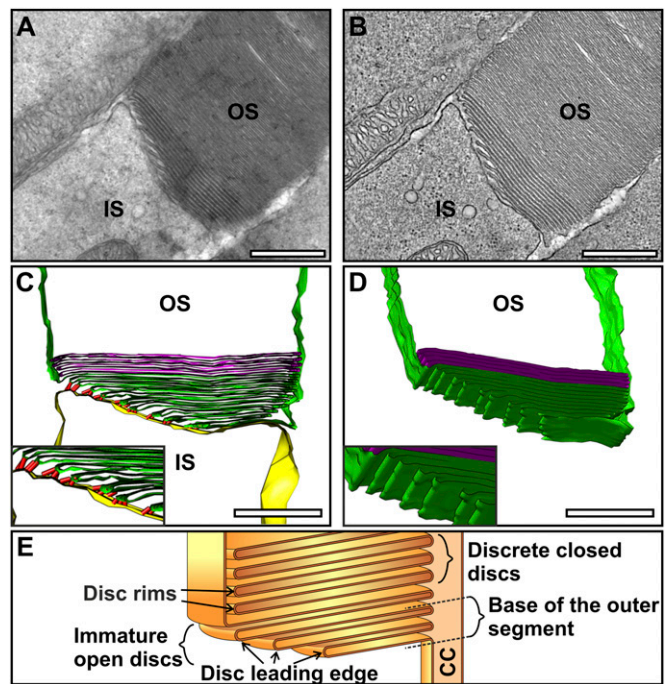 A
B
OS
OS
IS
IS
C
D
OS
OS
IS
E
Discrete closed
discs
Disc rims
Base of the outer
segment
Immature
open discs
Disc leading edge
CC